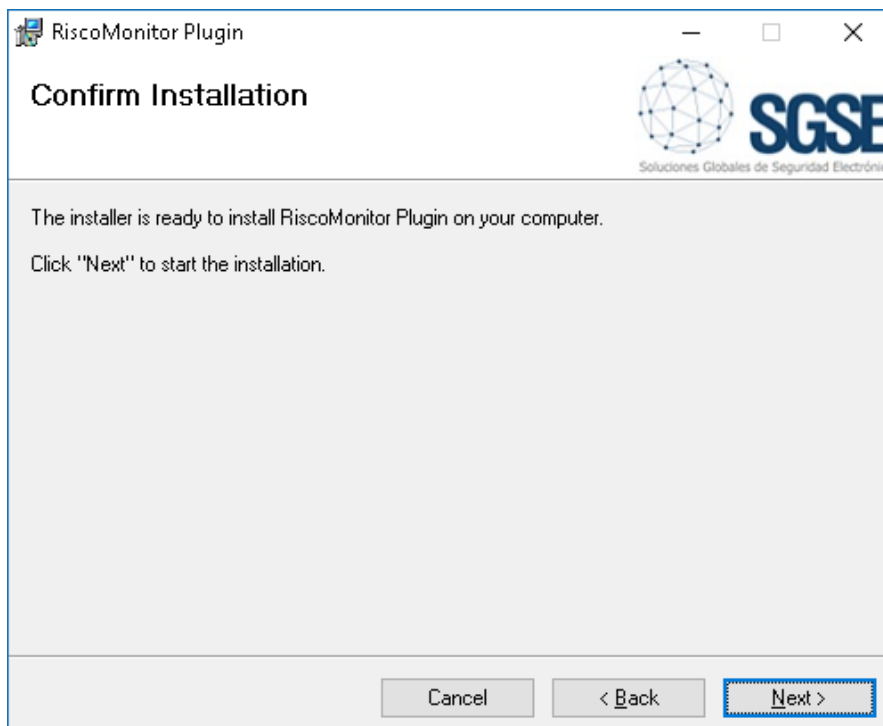 RiscoMonitor Plugin
Confirm Installation
SGSE
Soluciones Globales de Seguridad
The installer is ready to install RiscoMonitor Plugin on your computer.
Click "Next" to start the installation.
Cancel
< Back
Next >